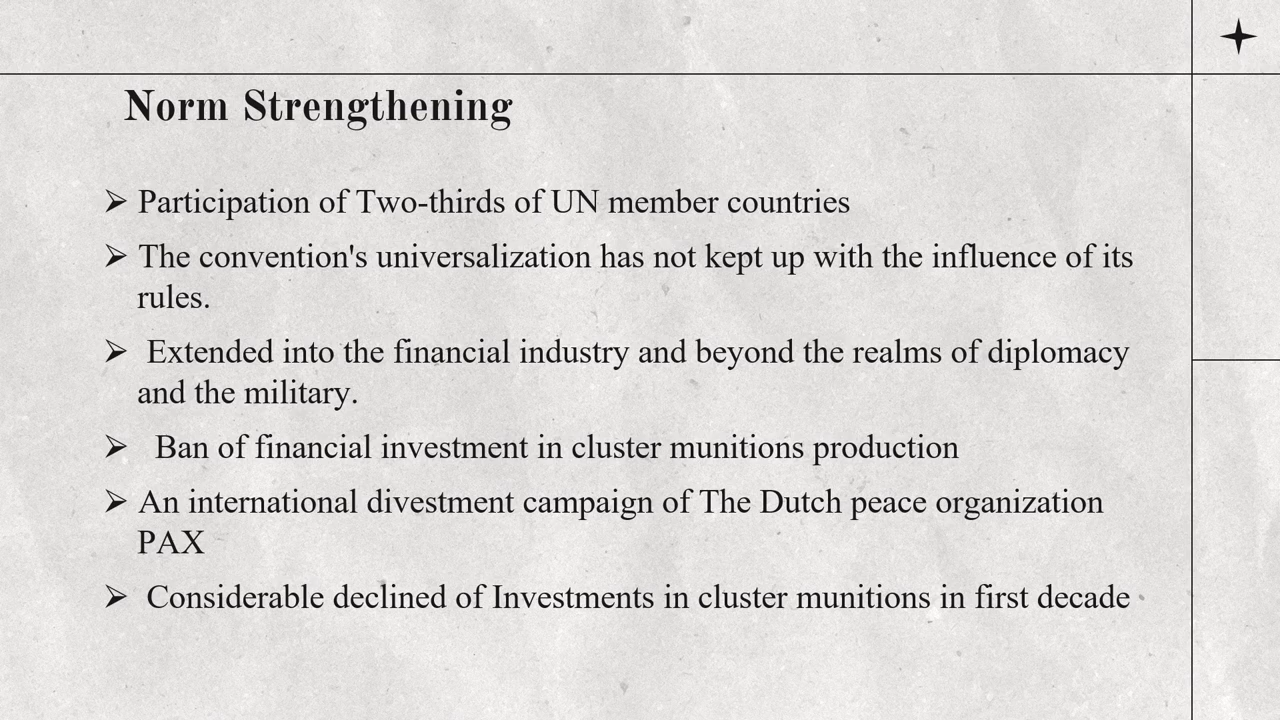 Norm Strengthening
➢ Participation of Two-thirds of UN member countries
➢ The convention's universalization has not kept up with the influence of its
rules.
➢ Extended into the financial industry and beyond the realms of diplomacy
and the military.
➢ Ban of financial investment in cluster munitions production
➢ An international divestment campaign of The Dutch peace organization
PAX
➢ Considerable declined of Investments in cluster munitions in first decade